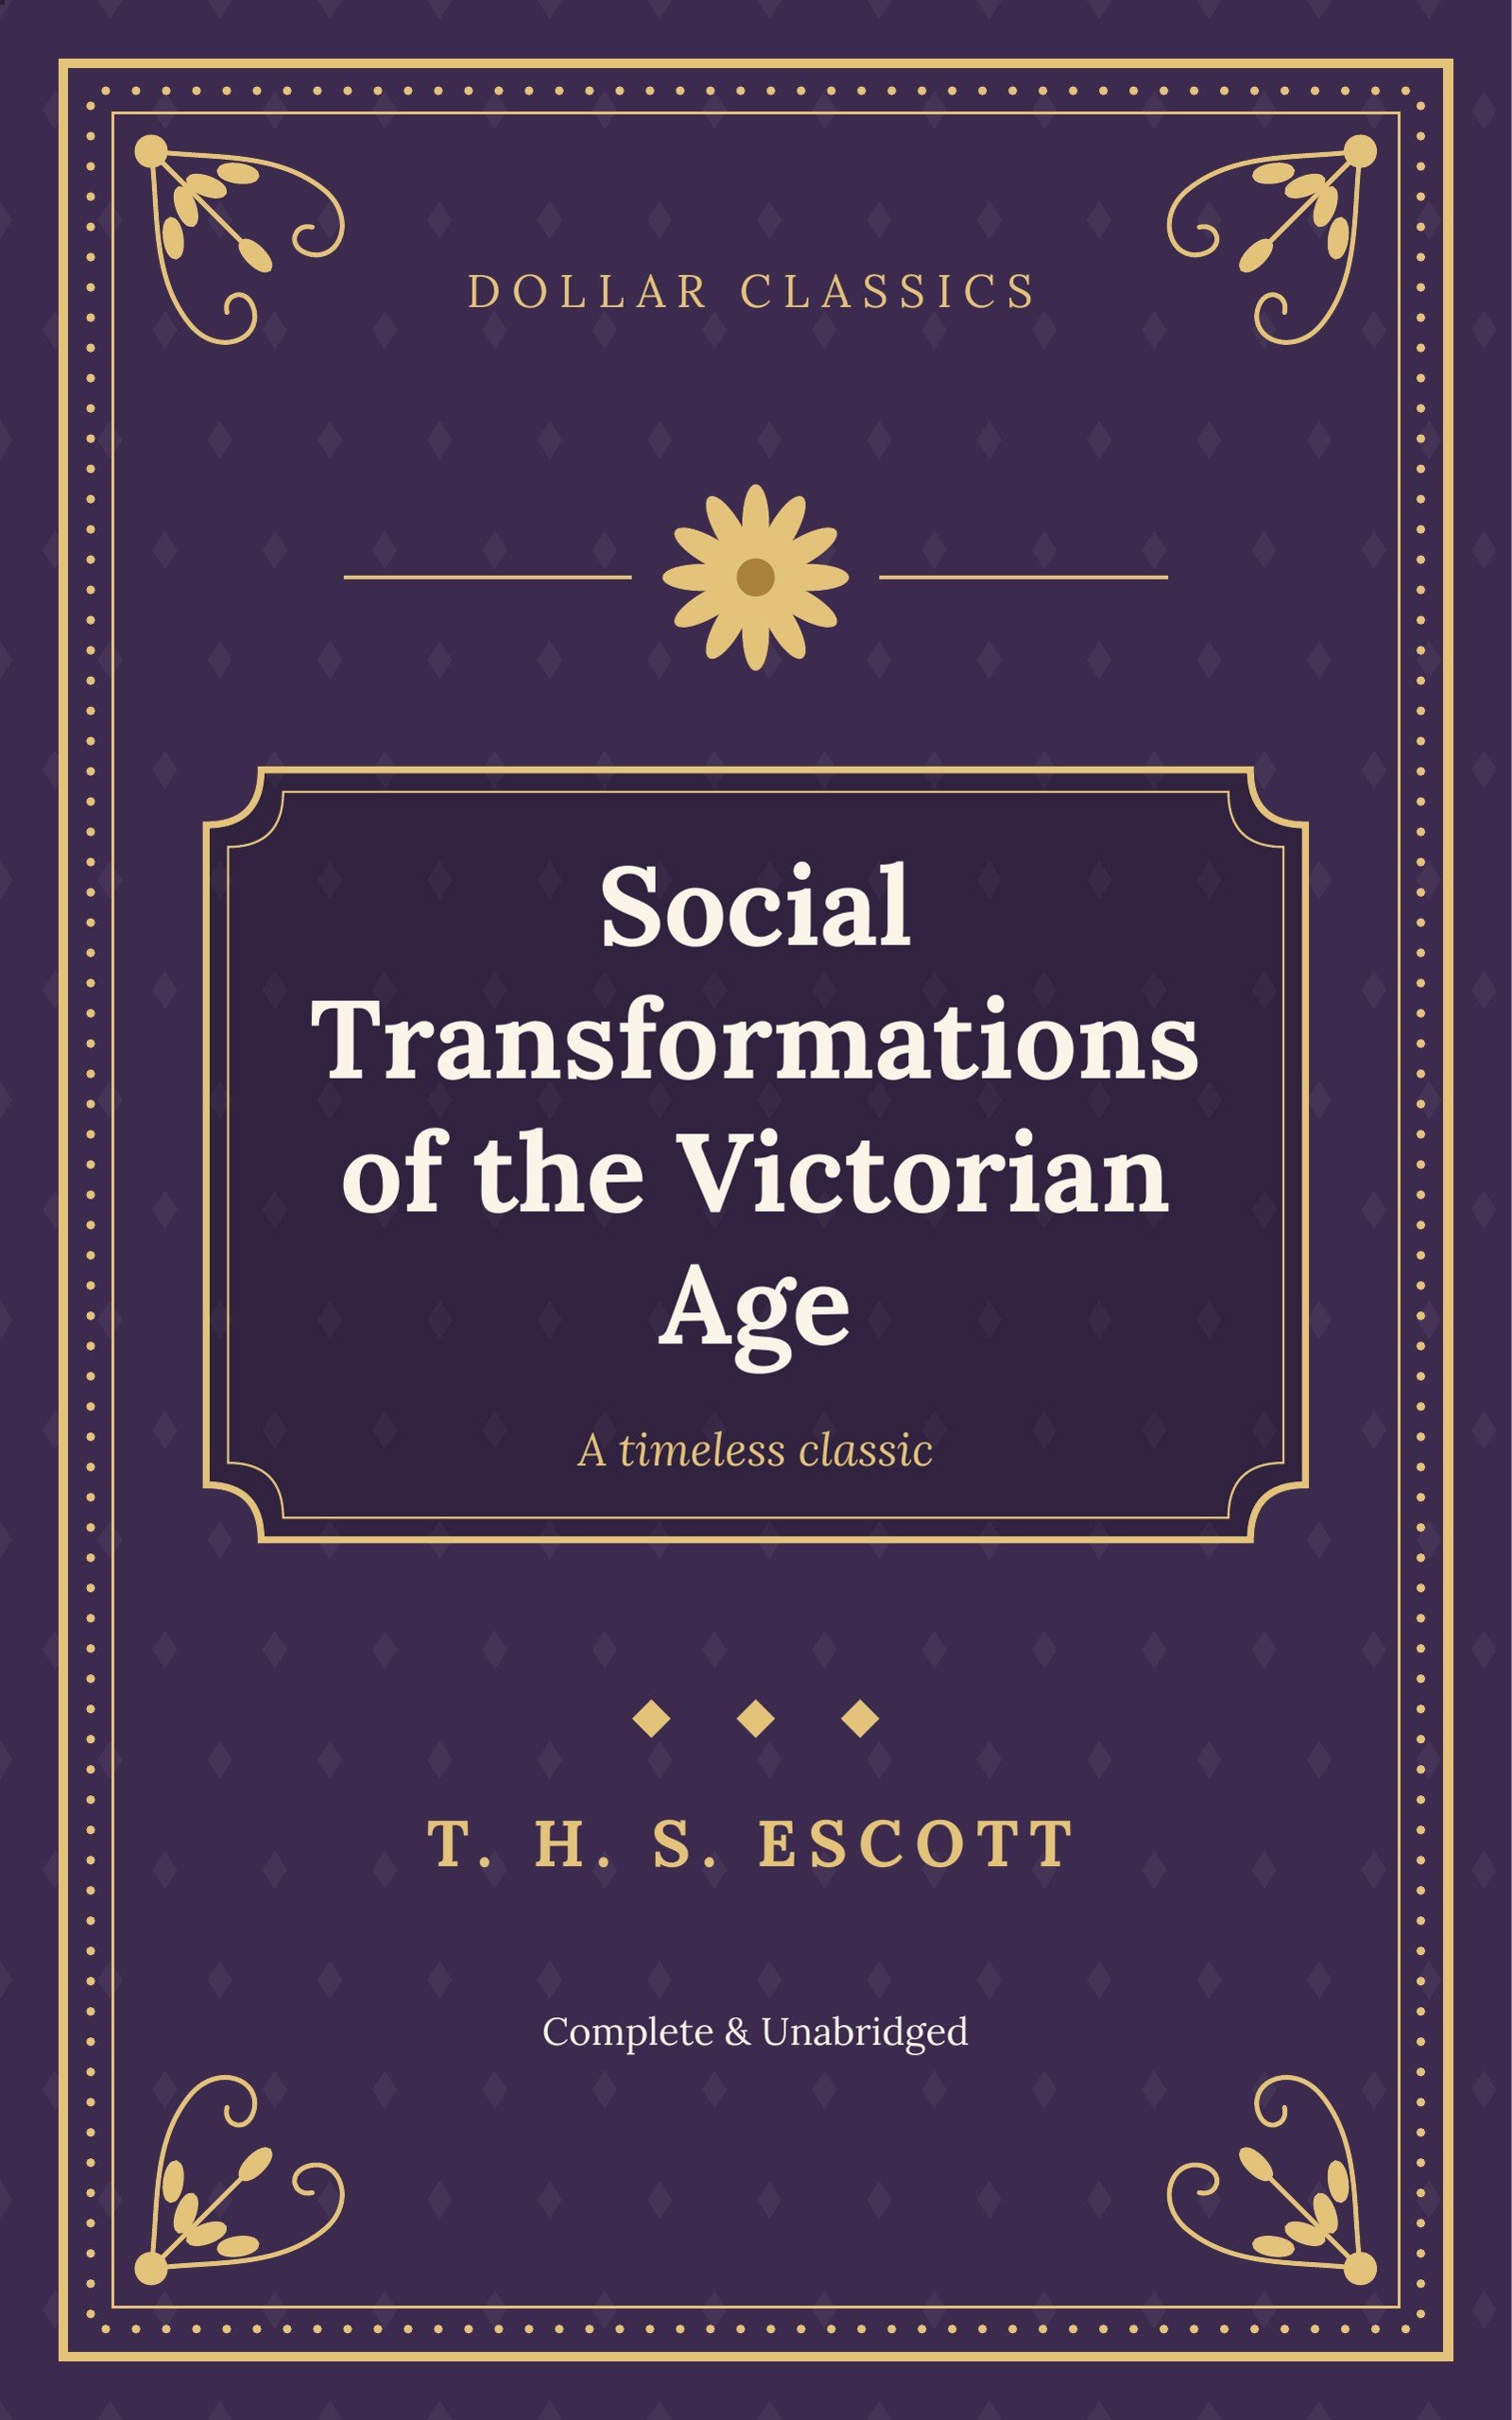 DOLLAR CLASSICS
Social
Transformations
of the Victorian
Age
A timeless classic
T. H. S. ESCOTT
Complete & Unabridged